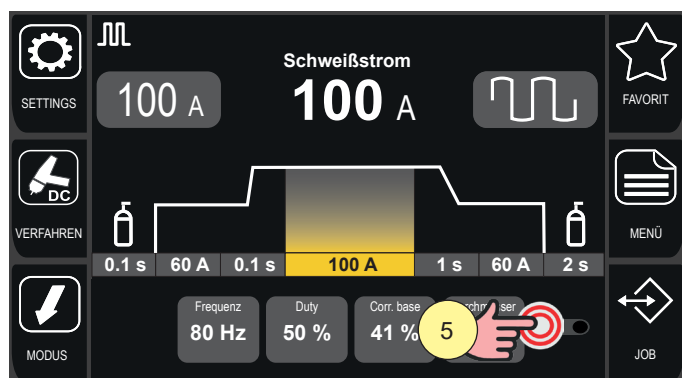 SETTINGS
100 A
Schweißstrom
100 A
FAVORIT
VERFAHREN
DC
MENÜ
0.1 s 60 A 0.1 s 100 A 1 s 60 A 2 s
MODUS
Frequenz
80 Hz
Duty
50 %
Corr. base
41 %
5
JOB